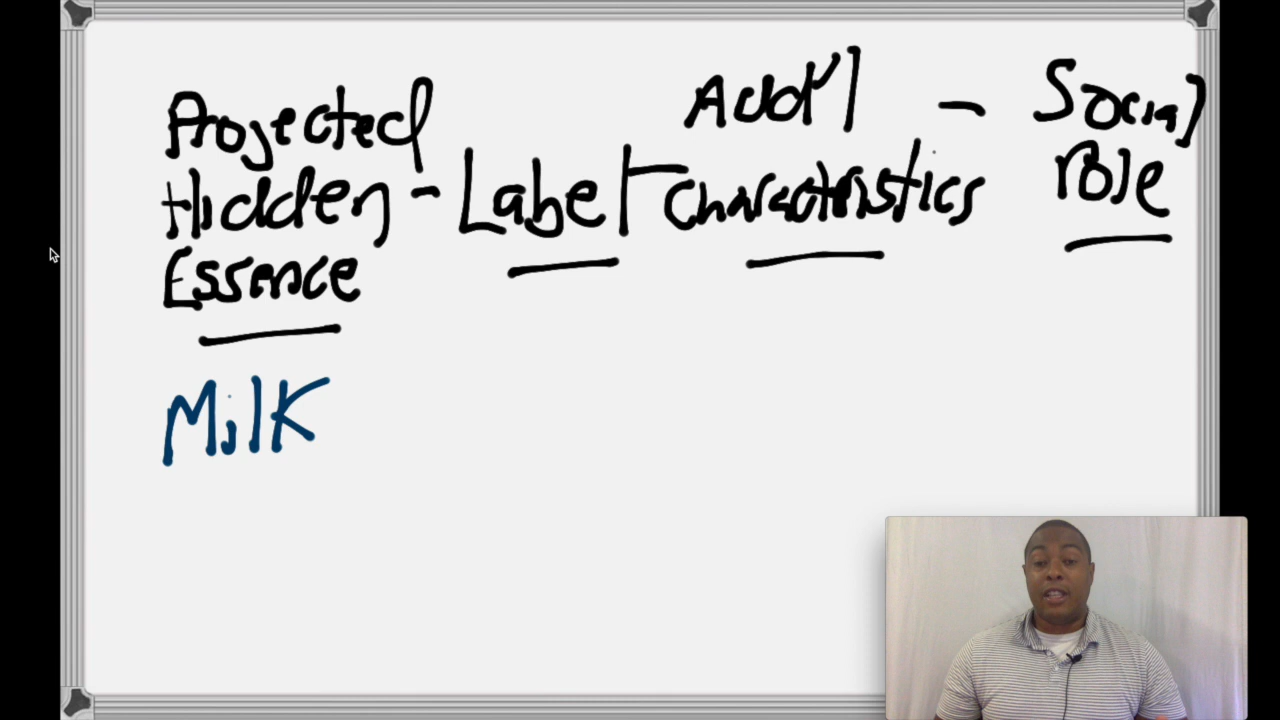 Projected Hidden Essence - Label - Add'l Characteristics - Social role
Milk